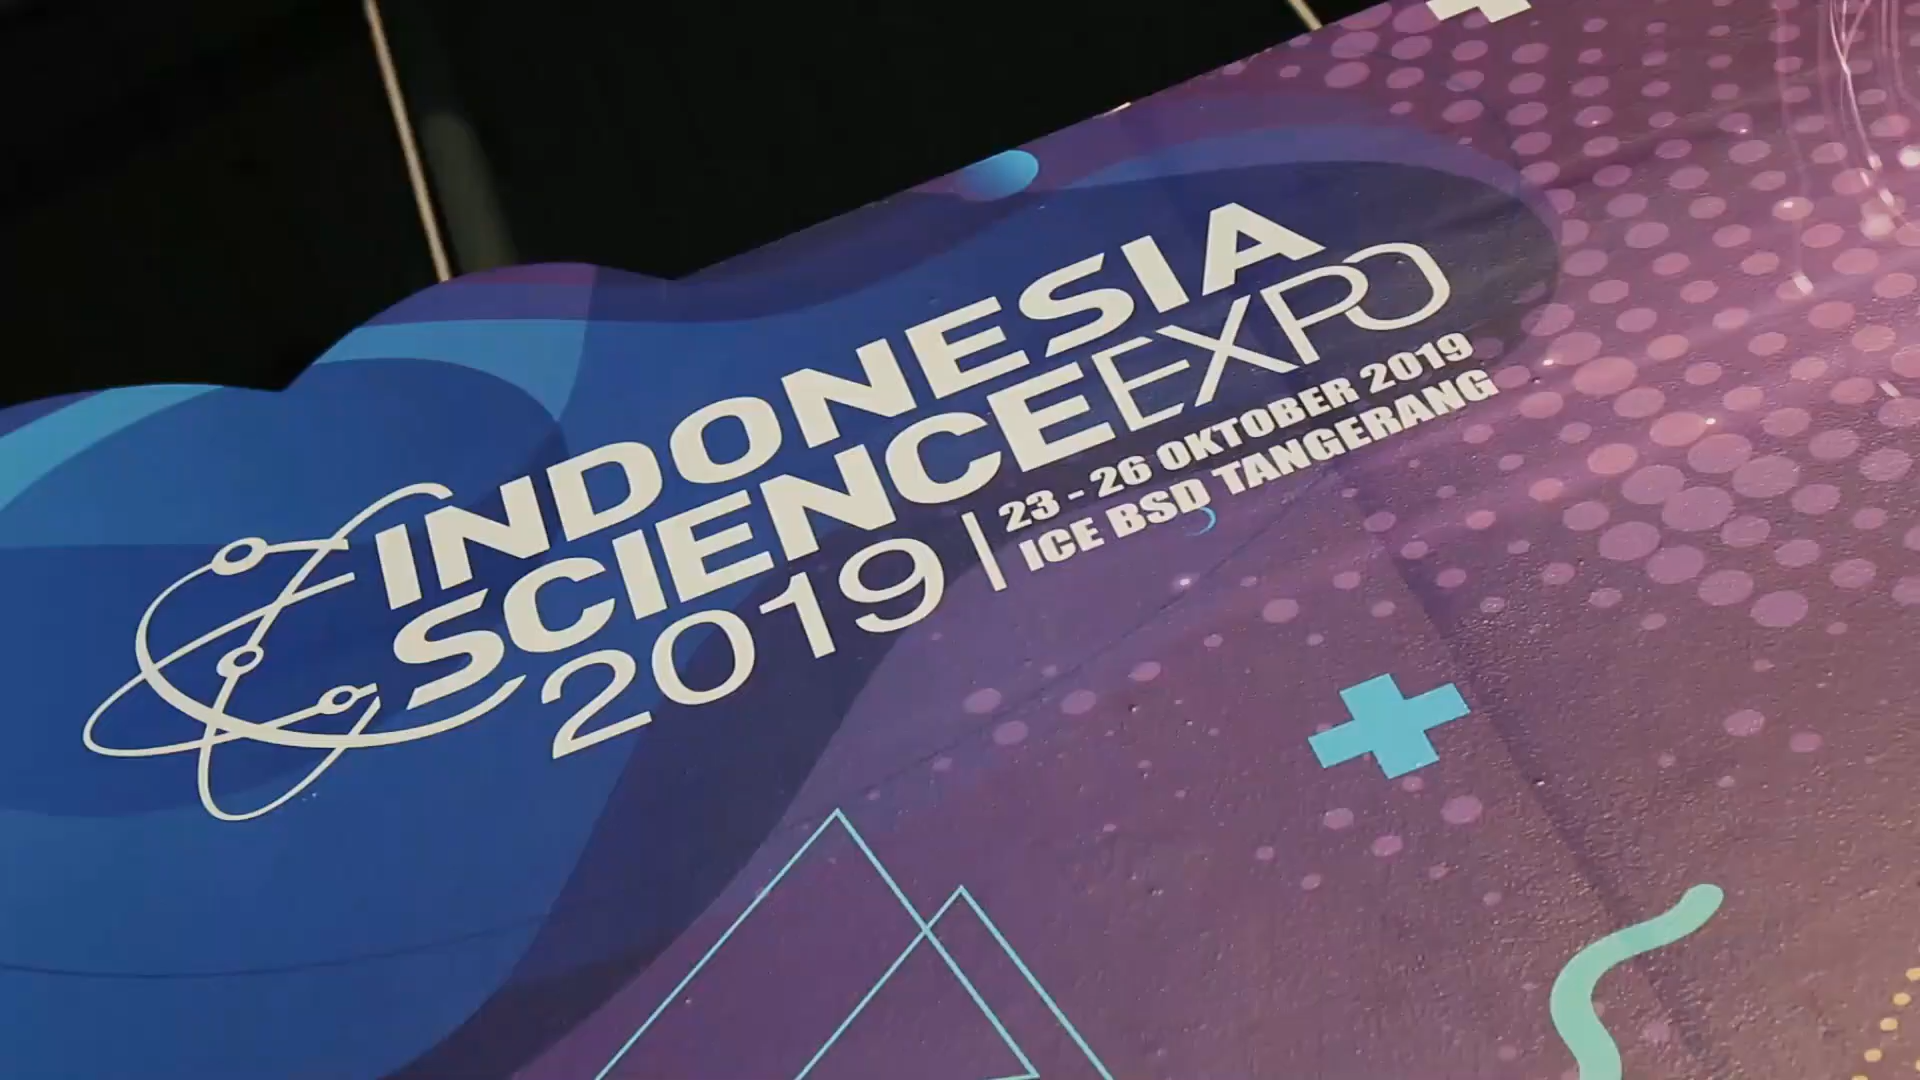 INDONESIA
SCIENCE EXPO
2019
23 - 26 OKTOBER 2019
ICE BSD TANGERANG